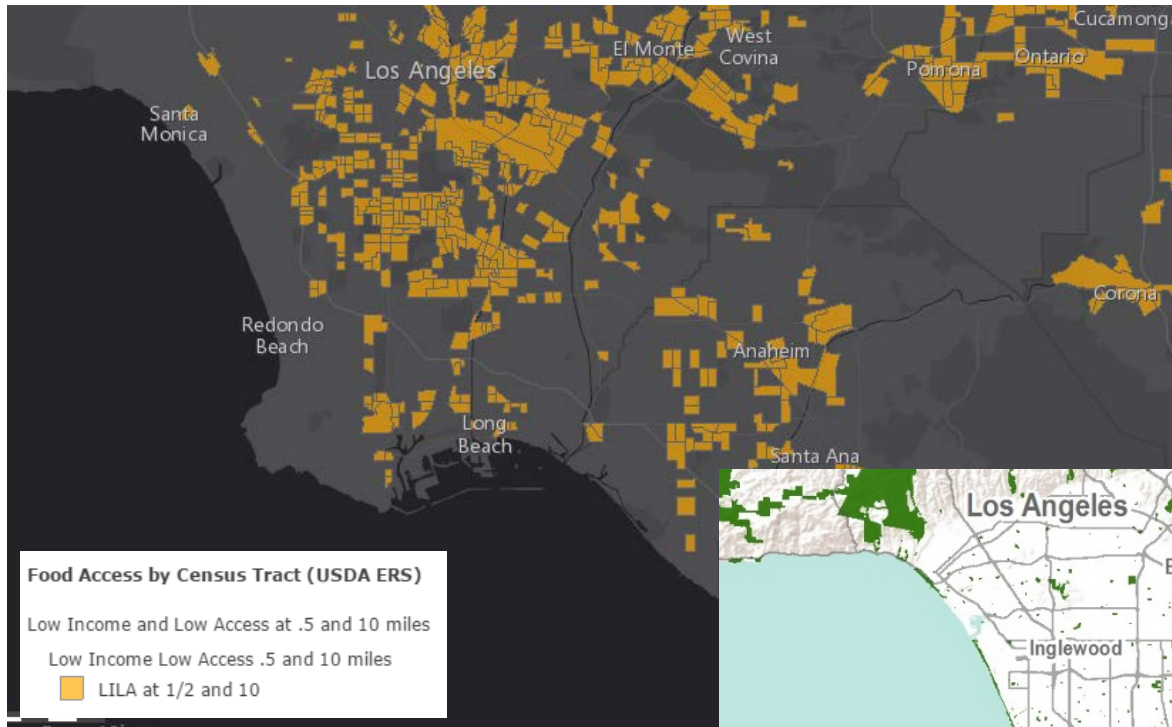 Cucamonga
West
Covina
El Monte
Los Angeles
Pomona
Ontario
Santa
Monica
Corona
Redondo
Beach
Anaheim
Long
Beach
Santa Ana
Food Access by Census Tract (USDA ERS)
Low Income and Low Access at .5 and 10 miles
Low Income Low Access .5 and 10 miles
LILA at 1/2 and 10
Los Angeles
Inglewood